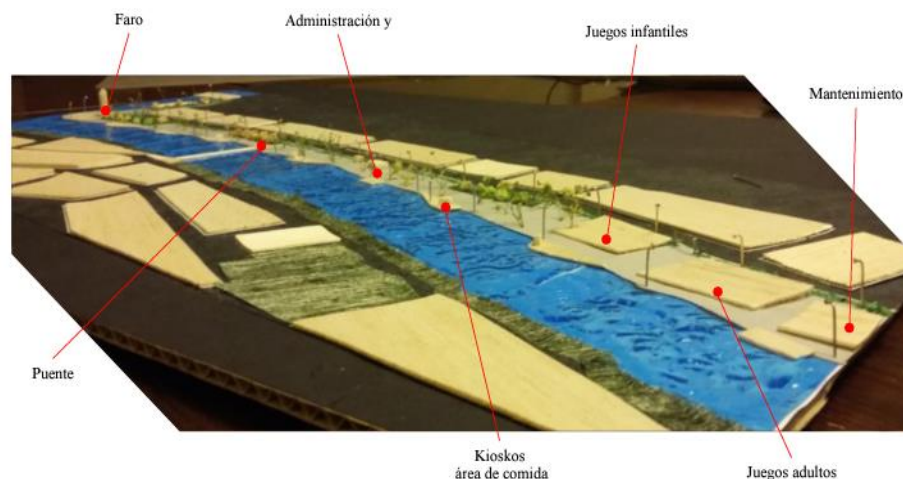 Faro
Administración y
Juegos infantiles
Mantenimiento
Puente
Kioskos
área de comida
Juegos adultos